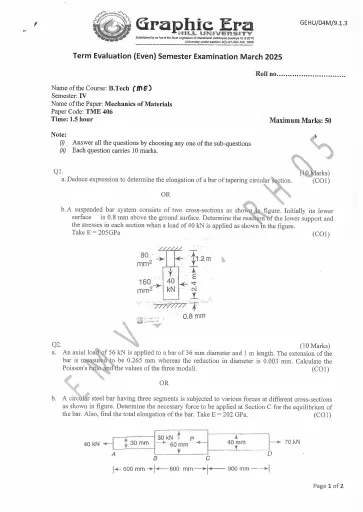 GEHU/04M/9.1.3
Graphic Era
HILL UNIVERSITY
Term Evaluation (Even) Semester Examination March 2025
Roll no..............................
Name of the Course: B.Tech (ME)
Semester: IV
Name of the Paper: Mechanics of Materials
Paper Code: TME 406
Time: 1.5 hour Maximum Marks: 50
Note:
(i) Answer all the questions by choosing any one of the sub-questions
(ii) Each question carries 10 marks.
Q1. (10 Marks)
a. Deduce expression to determine the elongation of a bar of tapering circular section. (CO1)
OR
b. A suspended bar system consists of two cross-sections as shown in figure. Initially its lower
surface is 0.8 mm above the ground surface. Determine the reaction of the lower support and
the stresses in each section when a load of 40 kN is applied as shown in the figure.
Take E = 205GPa (CO1)
80
mm²
1.2 m
160
mm²
40
kN
2.4 m
0.8 mm
Q2. (10 Marks)
a. An axial load of 56 kN is applied to a bar of 36 mm diameter and 1 m length. The extension of the
bar is measured to be 0.265 mm whereas the reduction in diameter is 0.003 mm. Calculate the
Poisson's ratio and the values of the three moduli. (CO1)
OR
b. A circular steel bar having three segments is subjected to various forces at different cross-sections
as shown in figure. Determine the necessary force to be applied at Section C for the equilibrium of
the bar. Also, find the total elongation of the bar. Take E = 202 GPa. (CO1)
60 kN
30 mm
30 kN
60 mm
P
40 mm
70 kN
A B C D
600 mm 800 mm 900 mm
Page 1 of 2
RH05